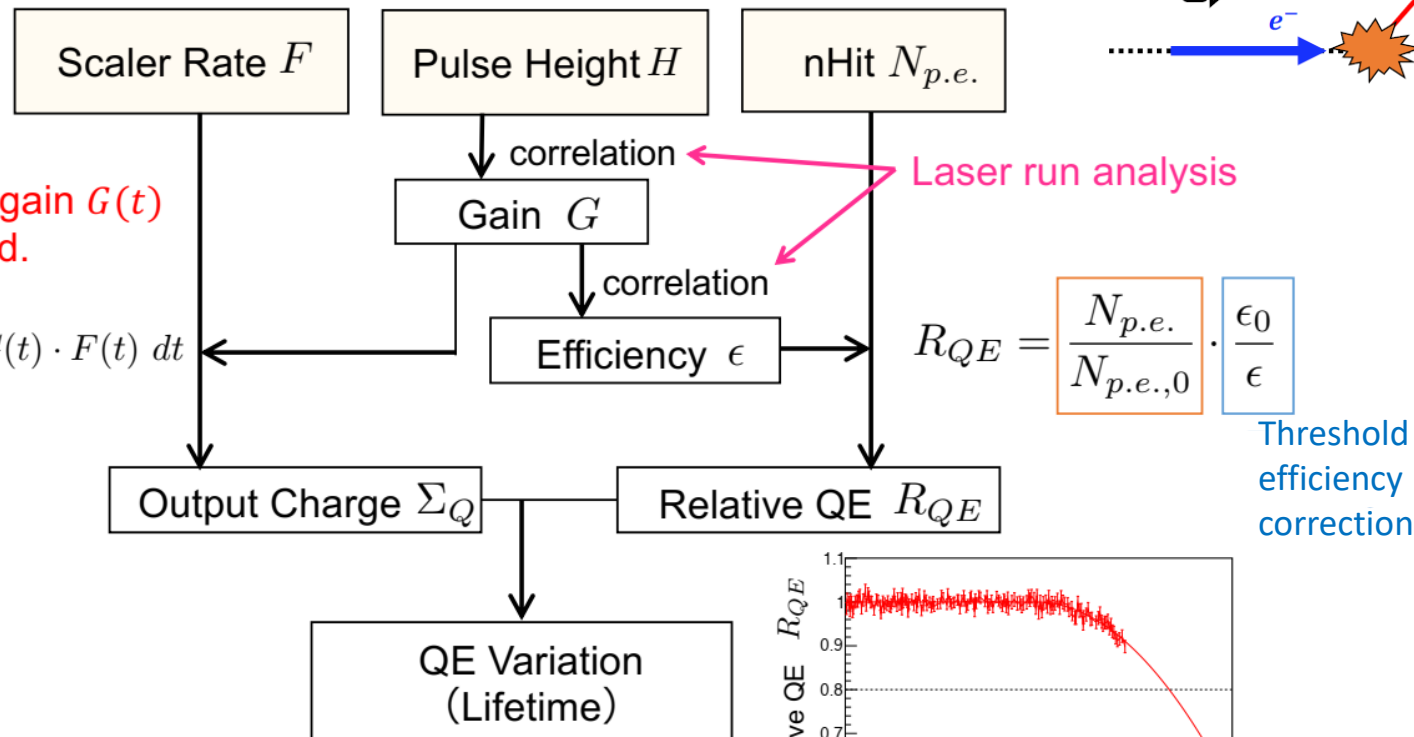 e⁻
Scaler Rate F
Pulse Height H
nHit N_{p.e.}
correlation
Laser run analysis
gain G(t)
d.
Gain G
correlation
(t) · F(t) dt
Efficiency ϵ
R_{QE} = \frac{N_{p.e.}}{N_{p.e.,0}} · \frac{ϵ_0}{ϵ}
Threshold
efficiency
correction
Output Charge Σ_Q
Relative QE R_{QE}
QE Variation
(Lifetime)
ve QE R_{QE}
1.1
1
0.9
0.8
0.7